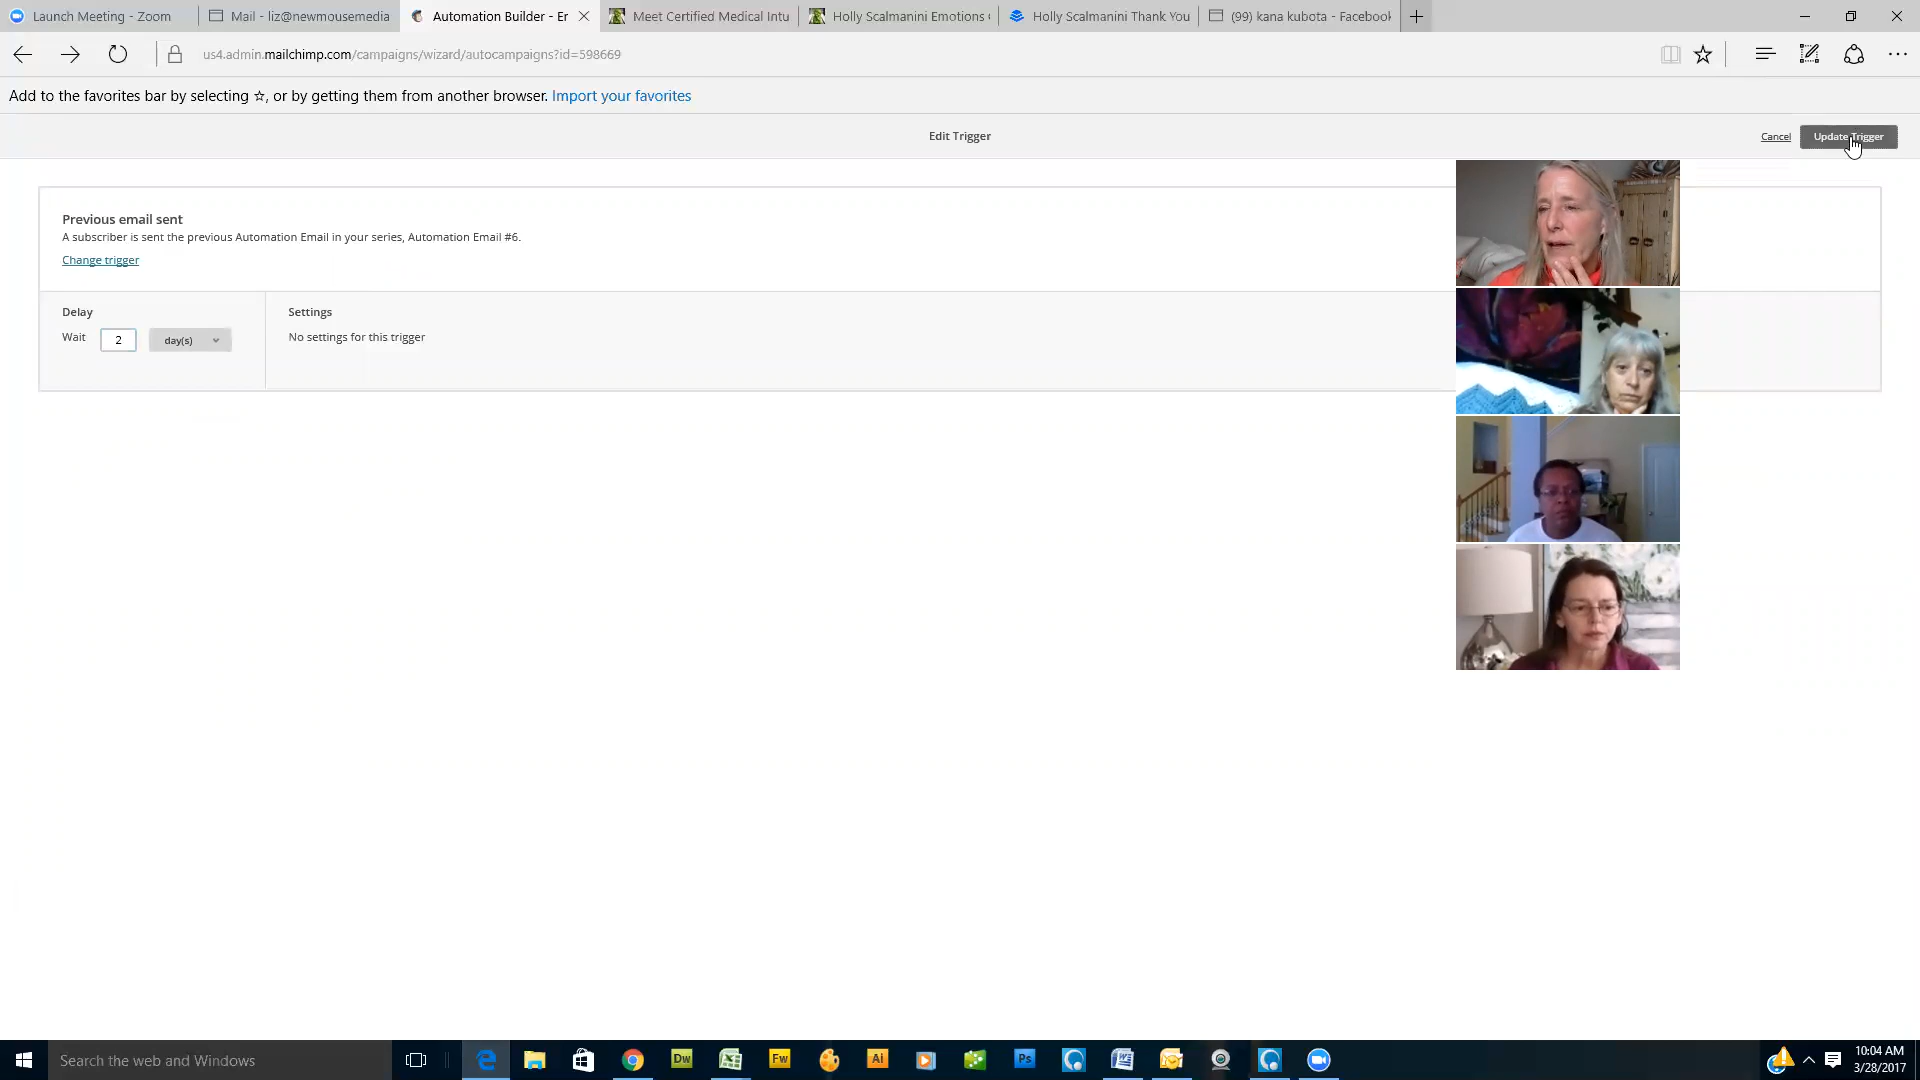 Launch Meeting - Zoom
Mail - liz@newmousemedia
Automation Builder - Er
Meet Certified Medical Intu
Holly Scalmanini Emotions
Holly Scalmanini Thank You
(99) kana kubota - Facebook
us4.admin.mailchimp.com/campaigns/wizard/autocampaigns?id=598669
Add to the favorites bar by selecting ☆, or by getting them from another browser. Import your favorites
Edit Trigger
Cancel
Update Trigger
Previous email sent
A subscriber is sent the previous Automation Email in your series, Automation Email #6.
Change trigger
Delay
Settings
Wait 2 day(s)
No settings for this trigger
Search the web and Windows
Dw
Fw
Ai
Ps
10:04 AM
3/28/2017